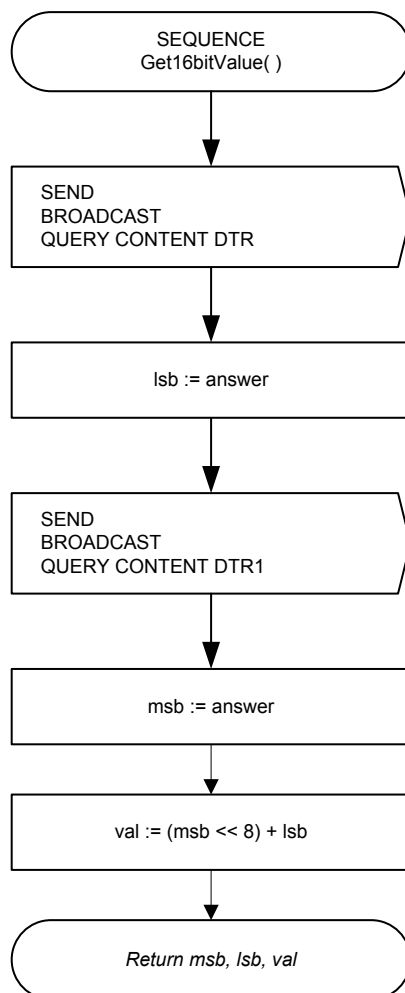 SEQUENCE
Get16bitValue( )
SEND
BROADCAST
QUERY CONTENT DTR
lsb := answer
SEND
BROADCAST
QUERY CONTENT DTR1
msb := answer
val := (msb << 8) + lsb
Return msb, lsb, val